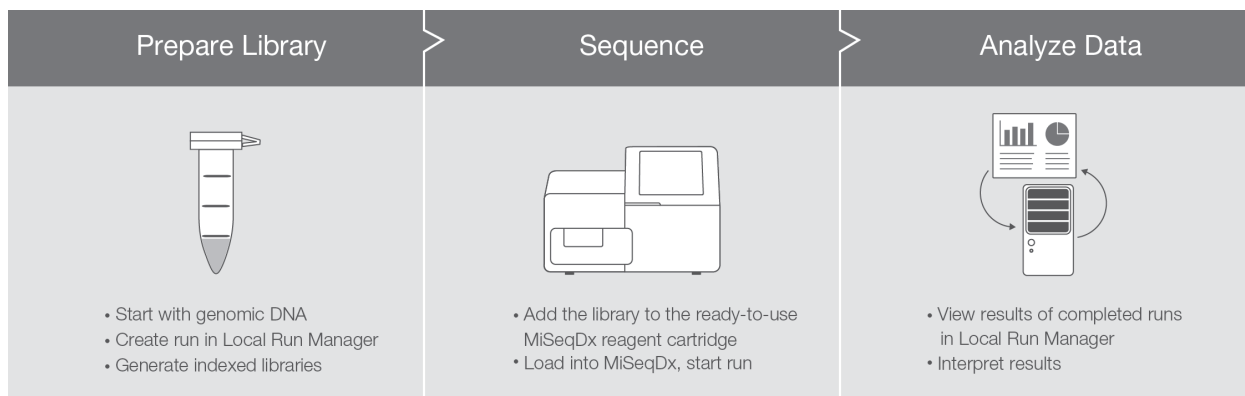 Prepare Library
• Start with genomic DNA
• Create run in Local Run Manager
• Generate indexed libraries
Sequence
• Add the library to the ready-to-use
MiSeqDx reagent cartridge
• Load into MiSeqDx, start run
Analyze Data
• View results of completed runs
in Local Run Manager
• Interpret results